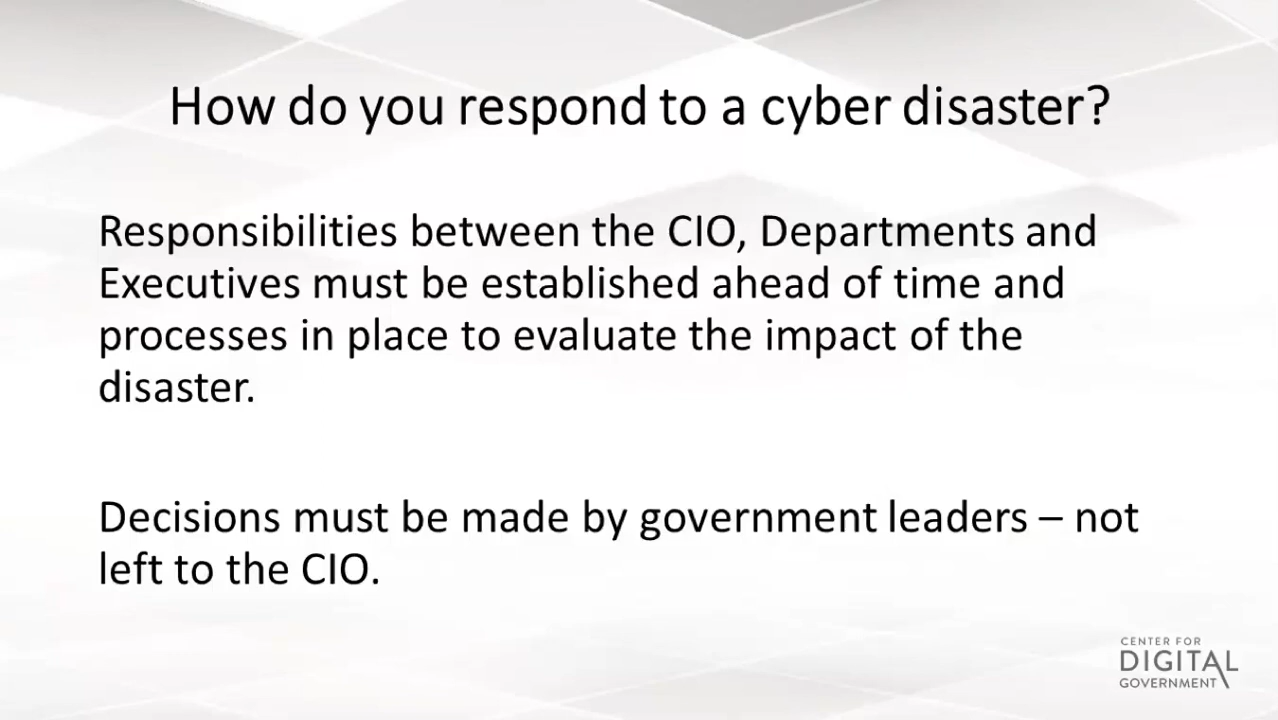 How do you respond to a cyber disaster?
Responsibilities between the CIO, Departments and
Executives must be established ahead of time and
processes in place to evaluate the impact of the
disaster.
Decisions must be made by government leaders – not
left to the CIO.
CENTER FOR
DIGITAL
GOVERNMENT